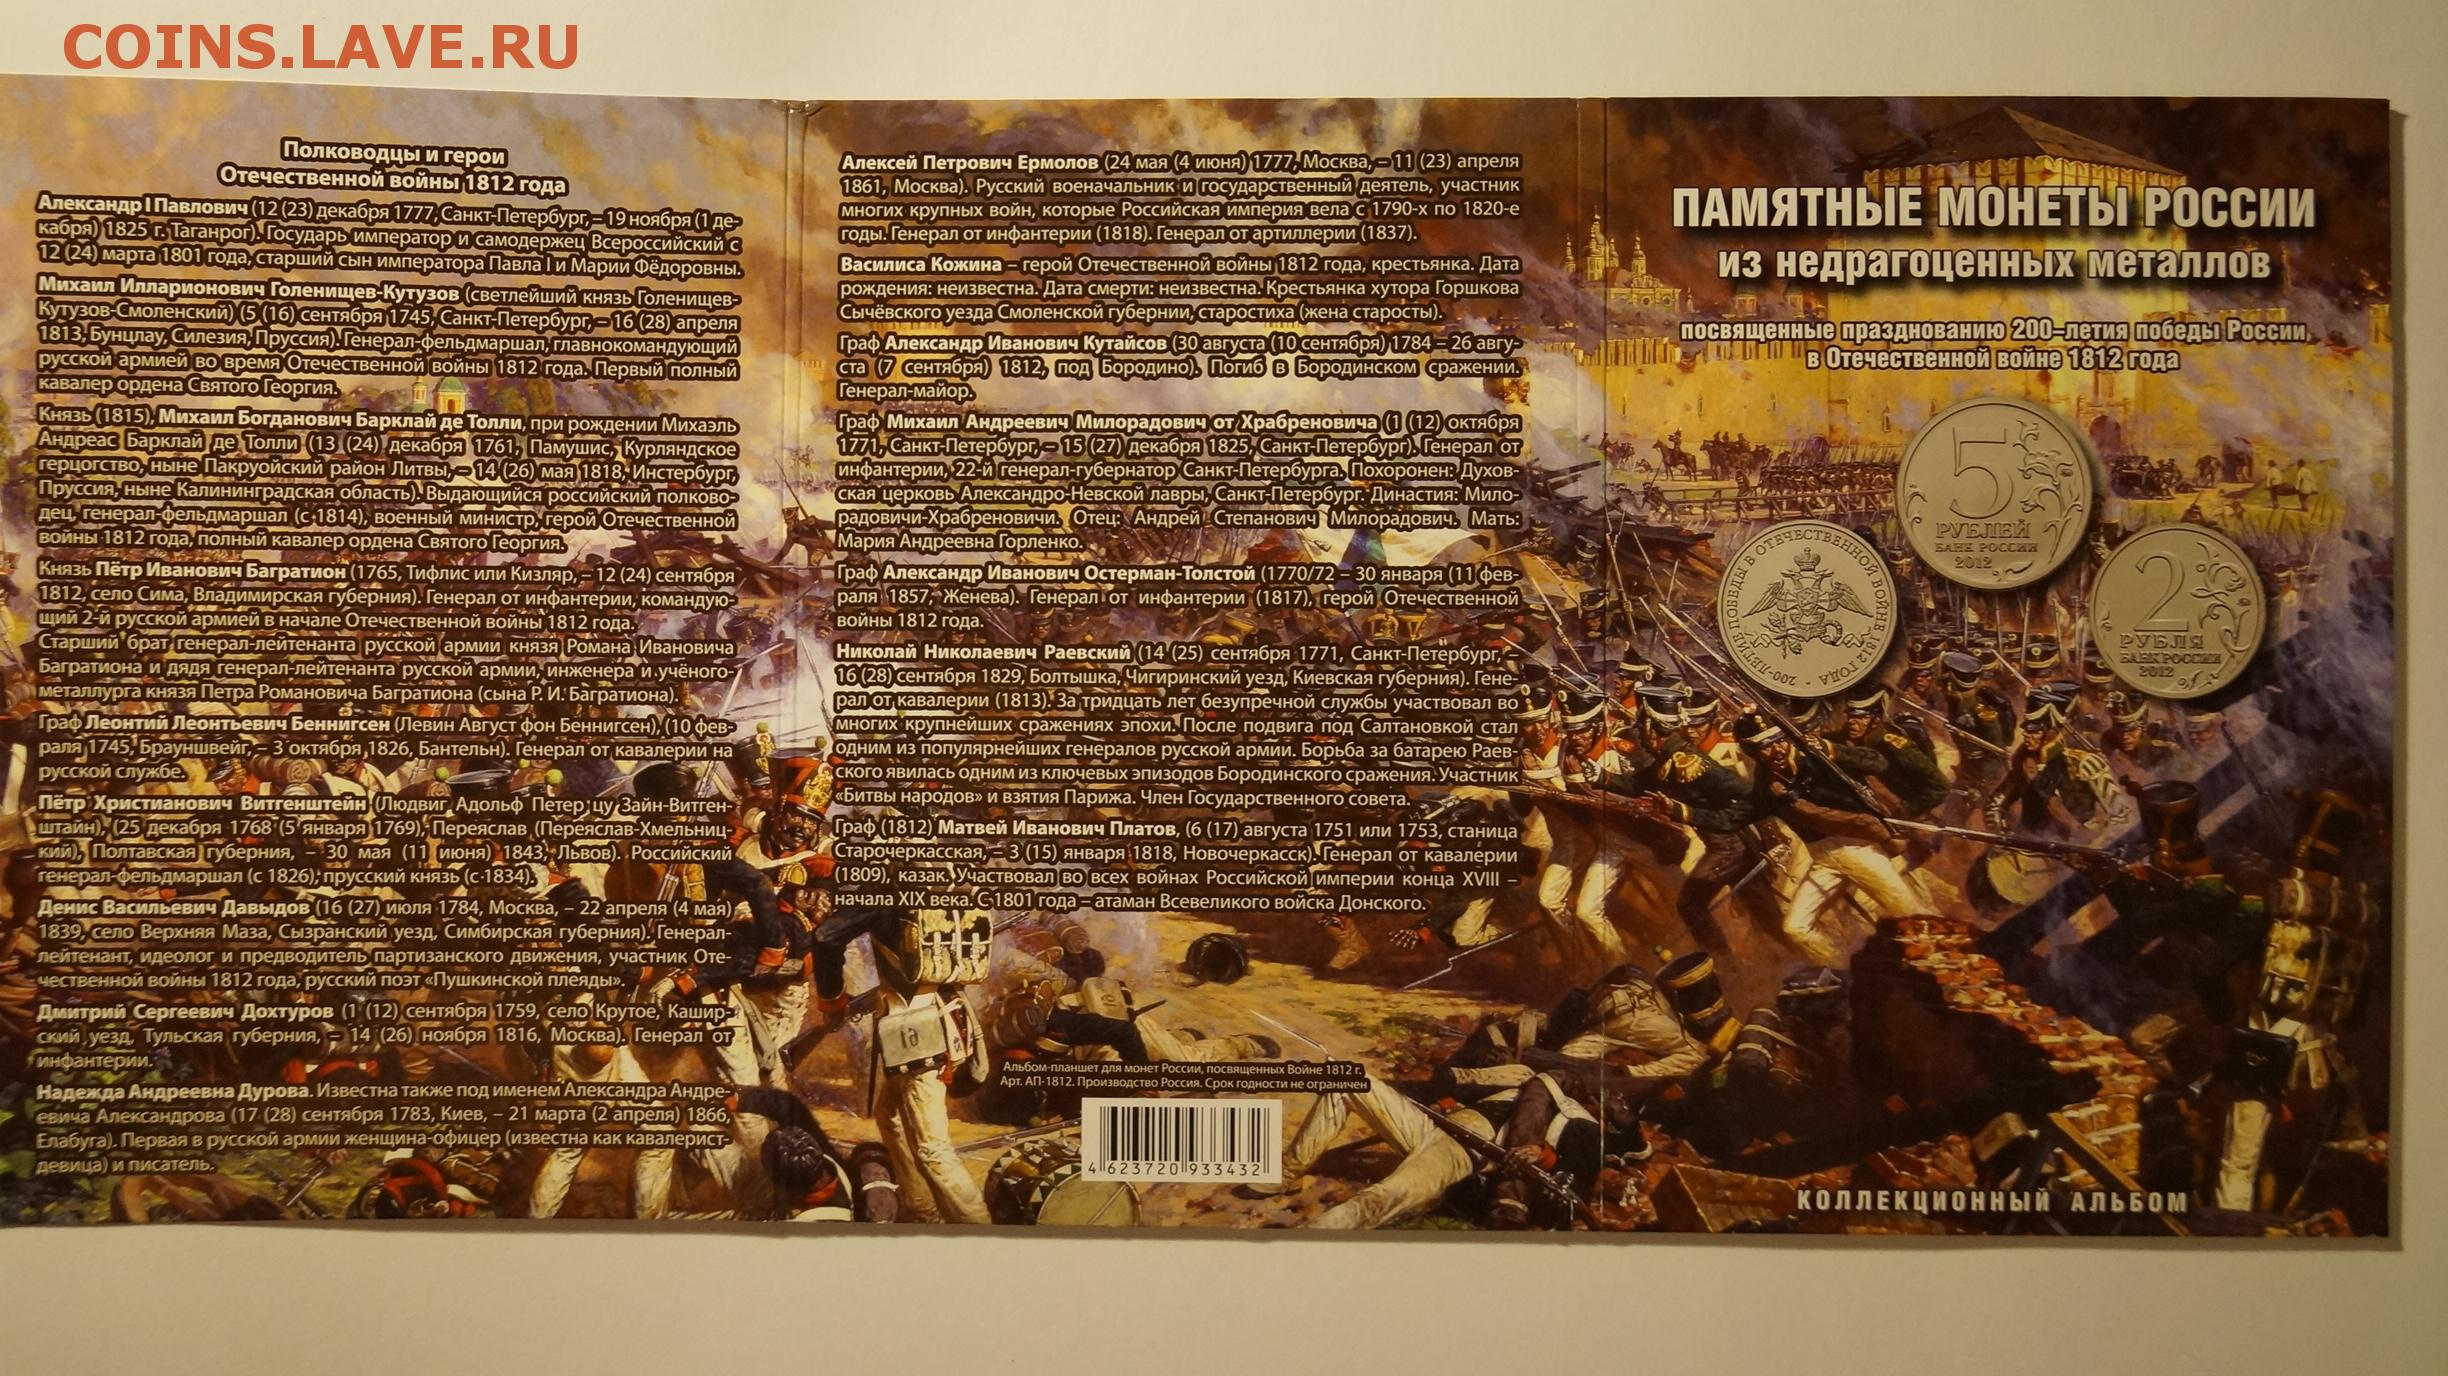 COINS.LAVE.RU
Полководцы и герои
Отечественной войны 1812 года
Александр I Павлович (12 (23) декабря 1777, Санкт-Петербург, – 19 ноября (1 де-
кабря) 1825 г. Таганрог). Государь император и самодержец Всероссийский с
12 (24) марта 1801 года, старший сын императора Павла I и Марии Фёдоровны.
Михаил Илларионович Голенищев-Кутузов (светлейший князь Голенищев-
Кутузов-Смоленский) (5 (16) сентября 1745, Санкт-Петербург, – 16 (28) апреля
1813, Бунцлау, Силезия, Пруссия). Генерал-фельдмаршал, главнокомандующий
русской армией во время Отечественной войны 1812 года. Первый полный
кавалер ордена Святого Георгия.
Князь (1815), Михаил Богданович Барклай де Толли, при рождении Михаэль
Андреас Барклай де Толли (13 (24) декабря 1761, Памушис, Курляндское
герцогство, ныне Пакруойский район Литвы, – 14 (26) мая 1818, Инстербург,
Пруссия, ныне Калининградская область). Выдающийся российский полково-
дец, генерал-фельдмаршал (с 1814), военный министр, герой Отечественной
войны 1812 года, полный кавалер ордена Святого Георгия.
Князь Пётр Иванович Багратион (1765, Тифлис или Кизляр, – 12 (24) сентября
1812, село Сима, Владимирская губерния). Генерал от инфантерии, командую-
щий 2-й русской армией в начале Отечественной войны 1812 года.
Старший брат генерал-лейтенанта русской армии князя Романа Ивановича
Багратиона и дядя генерал-лейтенанта русской армии, инженера и учёного-
металлурга князя Петра Романовича Багратиона (сына Р. И. Багратиона).
Граф Леонтий Леонтьевич Беннигсен (Левин Август фон Беннигсен), (10 фев-
раля 1745, Брауншвейг, – 3 октября 1826, Бантельн). Генерал от кавалерии на
русской службе.
Пётр Христианович Витгенштейн (Людвиг Адольф Петер цу Зайн-Витген-
штайн), (25 декабря 1768 (5 января 1769), Переяслав (Переяслав-Хмельниц-
кий), Полтавская губерния, – 30 мая (11 июня) 1843, Львов). Российский
генерал-фельдмаршал (с 1826), прусский князь (с 1834).
Денис Васильевич Давыдов (16 (27) июля 1784, Москва, – 22 апреля (4 мая)
1839, село Верхняя Маза, Сызранский уезд, Симбирская губерния). Генерал-
лейтенант, идеолог и предводитель партизанского движения, участник Оте-
чественной войны 1812 года, русский поэт «Пушкинской плеяды».
Дмитрий Сергеевич Дохтуров (1 (12) сентября 1759, село Крутое, Кашир-
ский уезд, Тульская губерния, – 14 (26) ноября 1816, Москва). Генерал от
инфантерии.
Надежда Андреевна Дурова. Известна также под именем Александра Андре-
евича Александрова (17 (28) сентября 1783, Киев, – 21 марта (2 апреля) 1866,
Елабуга). Первая в русской армии женщина-офицер (известна как кавалерист-
девица) и писатель.
Алексей Петрович Ермолов (24 мая (4 июня) 1777, Москва, – 11 (23) апреля
1861, Москва). Русский военачальник и государственный деятель, участник
многих крупных войн, которые Российская империя вела с 1790-х по 1820-е
годы. Генерал от инфантерии (1818). Генерал от артиллерии (1837).
Василиса Кожина – герой Отечественной войны 1812 года, крестьянка. Дата
рождения: неизвестна. Дата смерти: неизвестна. Крестьянка хутора Горшкова
Сычёвского уезда Смоленской губернии, старостиха (жена старосты).
Граф Александр Иванович Кутайсов (30 августа (10 сентября) 1784 – 26 авгу-
ста (7 сентября) 1812, под Бородино). Погиб в Бородинском сражении.
Генерал-майор.
Граф Михаил Андреевич Милорадович от Храбреновича (1 (12) октября
1771, Санкт-Петербург, – 15 (27) декабря 1825, Санкт-Петербург). Генерал от
инфантерии, 22-й генерал-губернатор Санкт-Петербурга. Похоронен: Духов-
ская церковь Александро-Невской лавры, Санкт-Петербург. Династия: Мило-
радовичи-Храбреновичи. Отец: Андрей Степанович Милорадович. Мать:
Мария Андреевна Горленко.
Граф Александр Иванович Остерман-Толстой (1770/72 – 30 января (11 фев-
раля 1857, Женева). Генерал от инфантерии (1817), герой Отечественной
войны 1812 года.
Николай Николаевич Раевский (14 (25) сентября 1771, Санкт-Петербург, –
16 (28) сентября 1829, Болтышка, Чигиринский уезд, Киевская губерния). Гене-
рал от кавалерии (1813). За тридцать лет безупречной службы участвовал во
многих крупнейших сражениях эпохи. После подвига под Салтановкой стал
одним из популярнейших генералов русской армии. Борьба за батарею Раев-
ского явилась одним из ключевых эпизодов Бородинского сражения. Участник
«Битвы народов» и взятия Парижа. Член Государственного совета.
Граф (1812) Матвей Иванович Платов, (6 (17) августа 1751 или 1753, станица
Старочеркасская, – 3 (15) января 1818, Новочеркасск). Генерал от кавалерии
(1809), казак. Участвовал во всех войнах Российской империи конца XVIII –
начала XIX века. С 1801 года – атаман Всевеликого войска Донского.
Альбом-планшет для монет России, посвященных Войне 1812 г.
Арт. АП-1812. Производство Россия. Срок годности не ограничен
4 623720 933432
ПАМЯТНЫЕ МОНЕТЫ РОССИИ
из недрагоценных металлов
посвященные празднованию 200-летия победы России
в Отечественной войне 1812 года
5
РУБЛЕЙ
БАНК РОССИИ
2012
200-ЛЕТИЕ ПОБЕДЫ В ОТЕЧЕСТВЕННОЙ ВОЙНЕ 1812 ГОДА
2
РУБЛЯ
БАНК РОССИИ
2012
КОЛЛЕКЦИОННЫЙ АЛЬБОМ